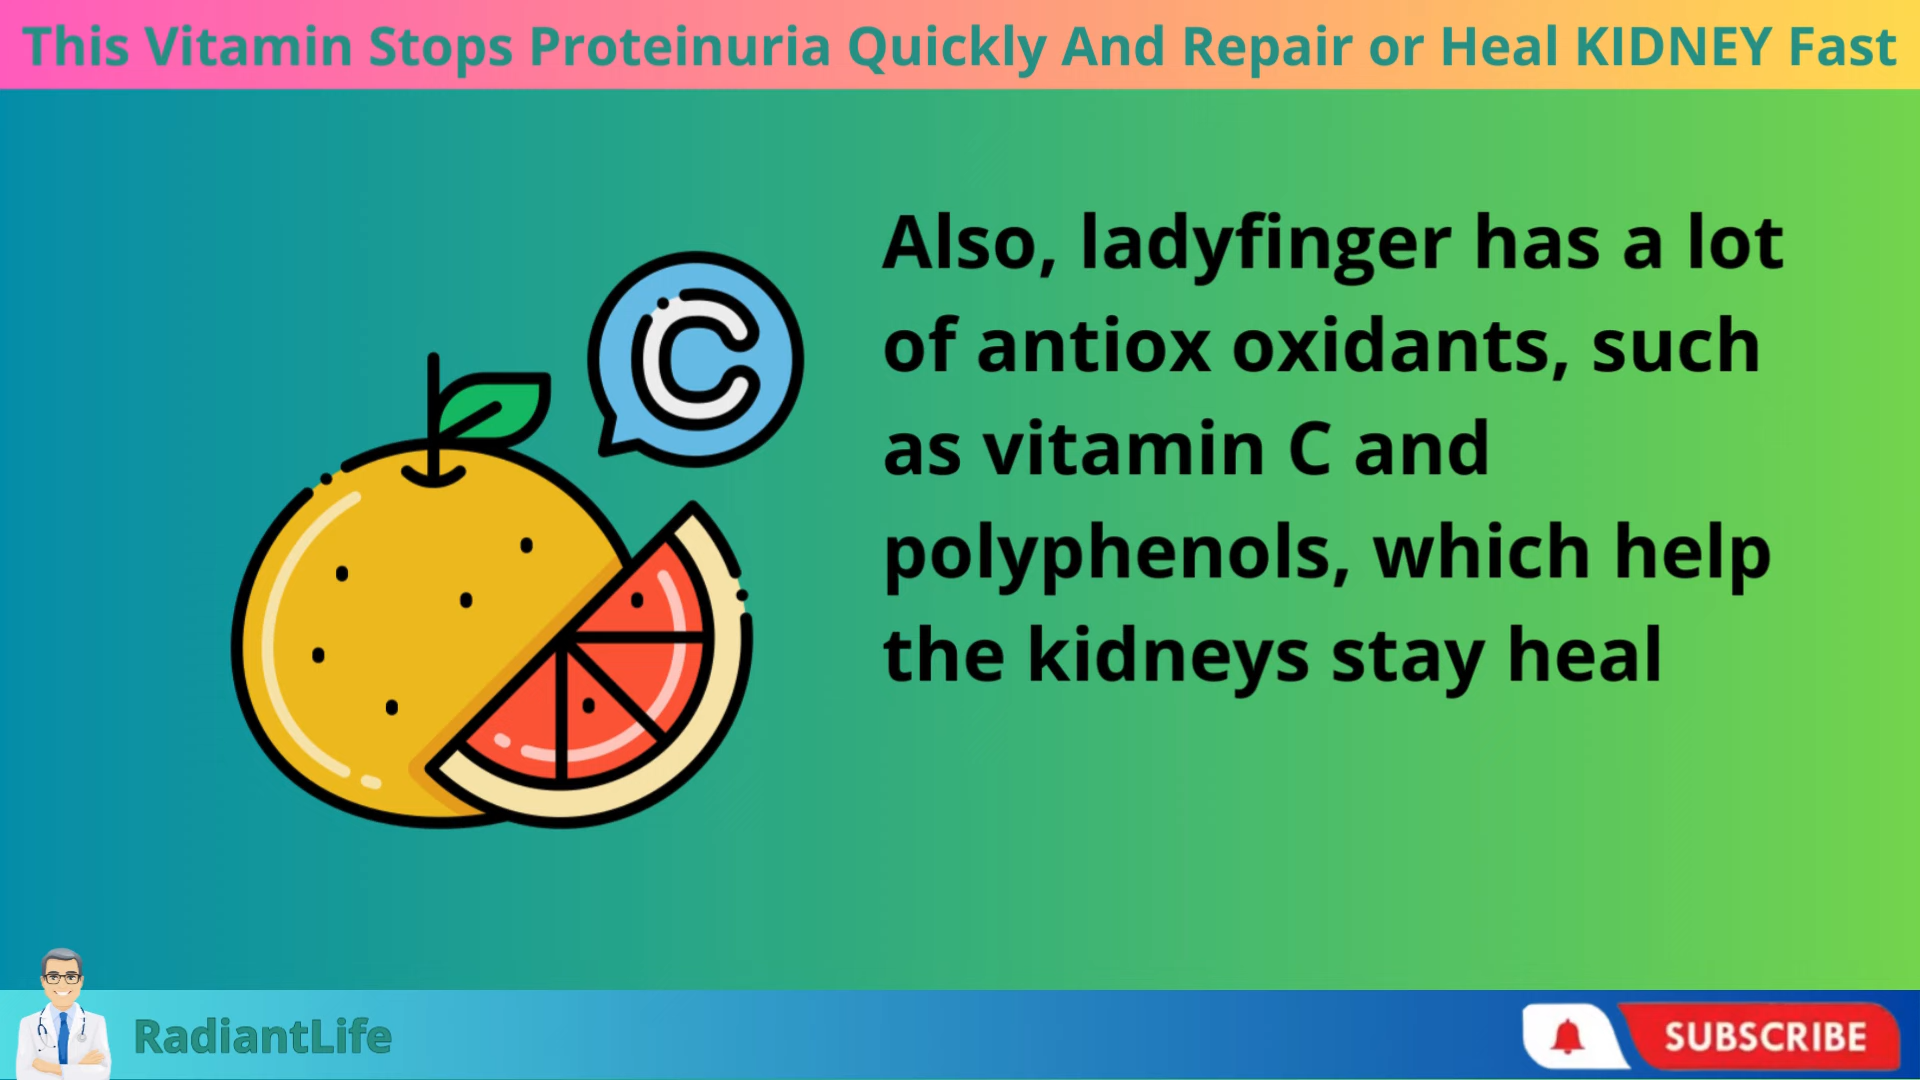 This Vitamin Stops Proteinuria Quickly And Repair or Heal KIDNEY Fast
C
Also, ladyfinger has a lot
of antiox oxidants, such
as vitamin C and
polyphenols, which help
the kidneys stay heal
RadiantLife
SUBSCRIBE